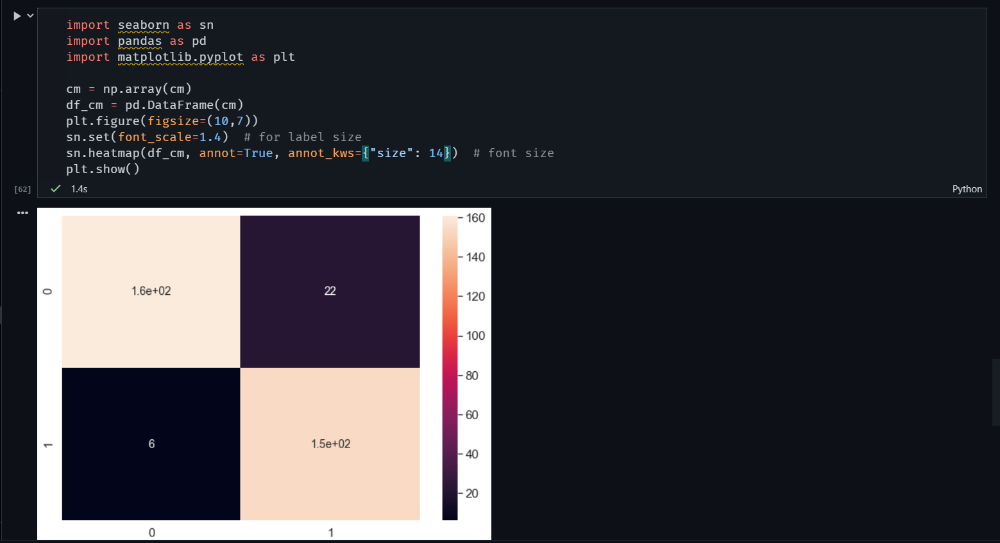 import seaborn as sn
import pandas as pd
import matplotlib.pyplot as plt
cm = np.array(cm)
df_cm = pd.DataFrame(cm)
plt.figure(figsize=(10,7))
sn.set(font_scale=1.4)  # for label size
sn.heatmap(df_cm, annot=True, annot_kws={"size": 14})  # font size
plt.show()
[62] 1.4s Python
160
140
0 1.6e+02 22
120
100
80
60
1 6 1.5e+02
40
20
0 1